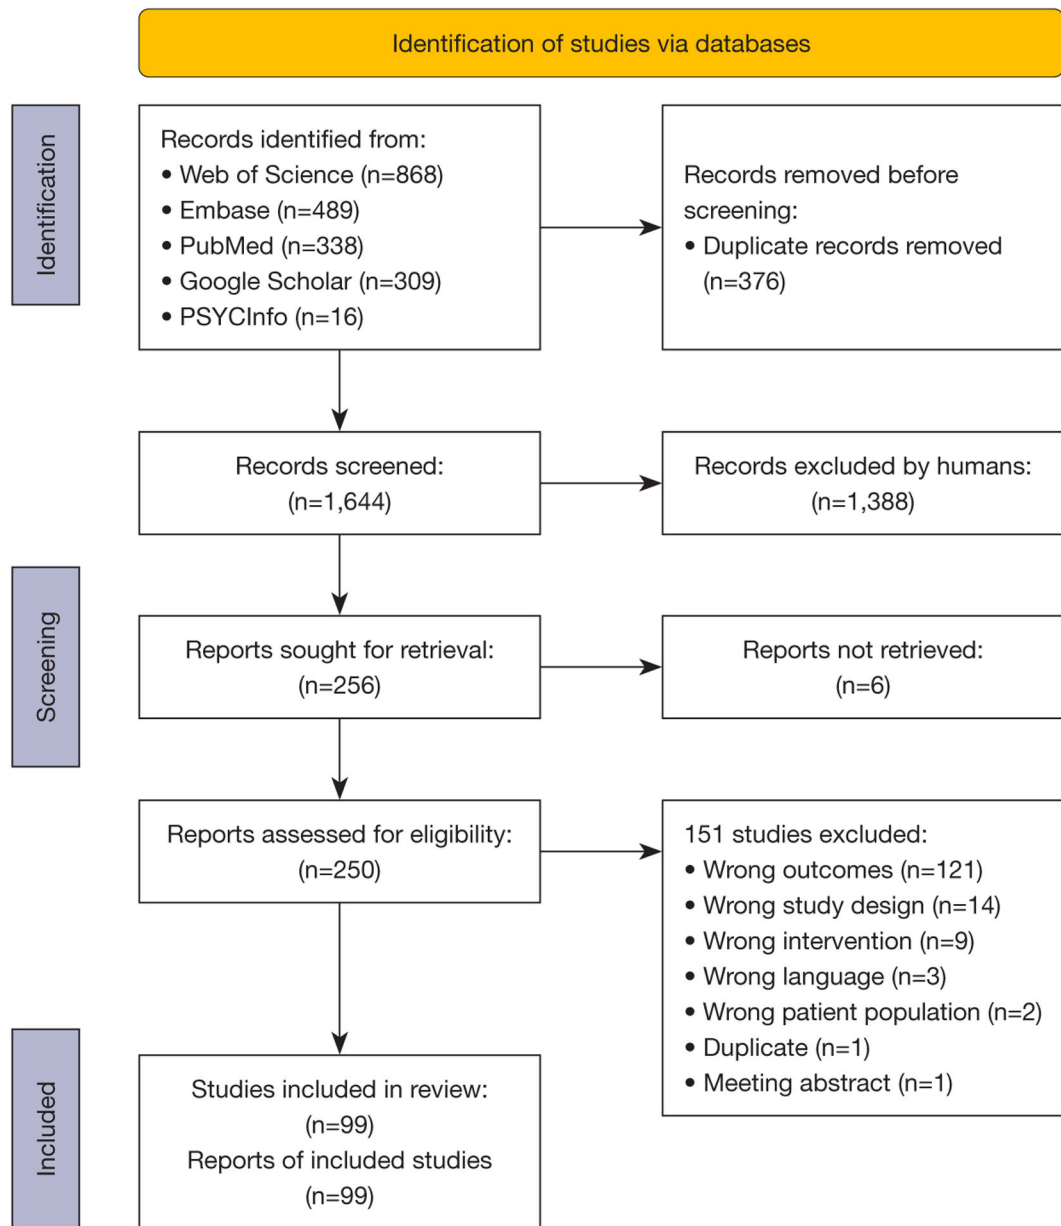 Identification of studies via databases
Identification
Records identified from:
• Web of Science (n=868)
• Embase (n=489)
• PubMed (n=338)
• Google Scholar (n=309)
• PSYCInfo (n=16)
Records removed before
screening:
• Duplicate records removed
(n=376)
Records screened:
(n=1,644)
Records excluded by humans:
(n=1,388)
Screening
Reports sought for retrieval:
(n=256)
Reports not retrieved:
(n=6)
Reports assessed for eligibility:
(n=250)
151 studies excluded:
• Wrong outcomes (n=121)
• Wrong study design (n=14)
• Wrong intervention (n=9)
• Wrong language (n=3)
• Wrong patient population (n=2)
• Duplicate (n=1)
• Meeting abstract (n=1)
Included
Studies included in review:
(n=99)
Reports of included studies
(n=99)